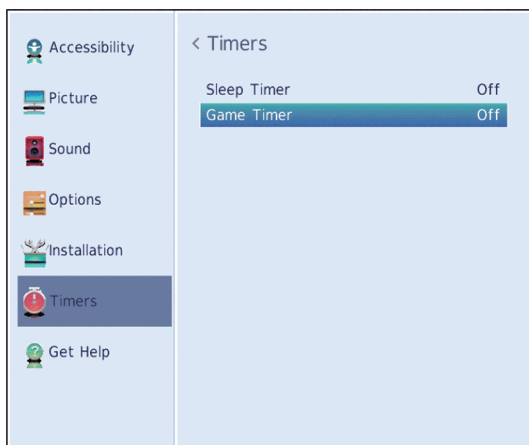 Accessibility
Picture
Sound
Options
Installation
Timers
Get Help
< Timers
Sleep Timer Off
Game Timer Off